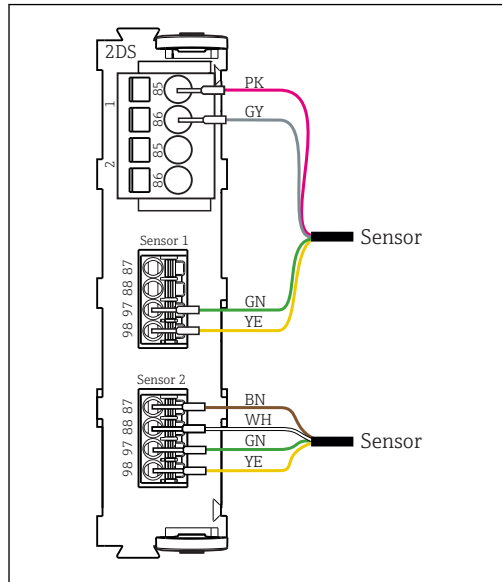 2DS
1
85
PK
86
GY
2
85
86
Sensor
Sensor 1
98 97 88 87
GN
YE
Sensor 2
98 97 88 87
BN
WH
GN
YE
Sensor